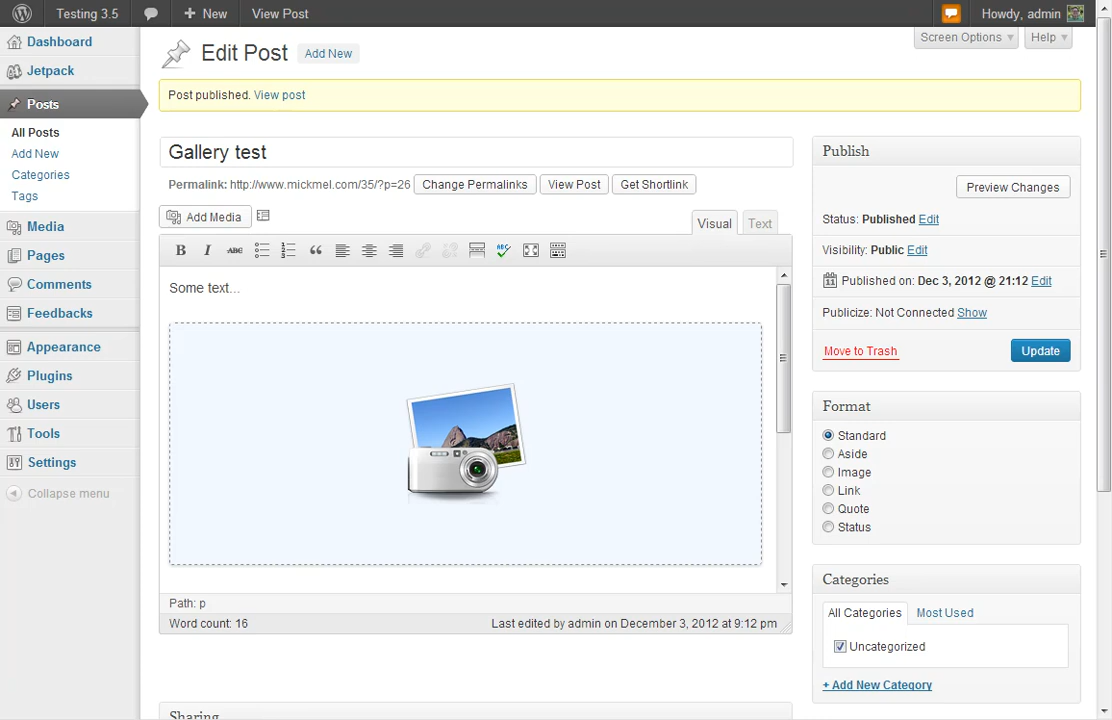 Testing 3.5
New
View Post
Howdy, admin
Dashboard
Jetpack
Posts
All Posts
Add New
Categories
Tags
Media
Pages
Comments
Feedbacks
Appearance
Plugins
Users
Tools
Settings
Collapse menu
Screen Options
Help
Edit Post
Add New
Post published. View post
Gallery test
Permalink: http://www.mickmel.com/35/?p=26 Change Permalinks View Post Get Shortlink
Add Media
Visual
Text
B I ABC ABC
Some text...
Path: p
Word count: 16
Last edited by admin on December 3, 2012 at 9:12 pm
Sharing
Publish
Preview Changes
Status: Published Edit
Visibility: Public Edit
11 Published on: Dec 3, 2012 @ 21:12 Edit
Publicize: Not Connected Show
Move to Trash
Update
Format
Standard
Aside
Image
Link
Quote
Status
Categories
All Categories
Most Used
Uncategorized
+ Add New Category